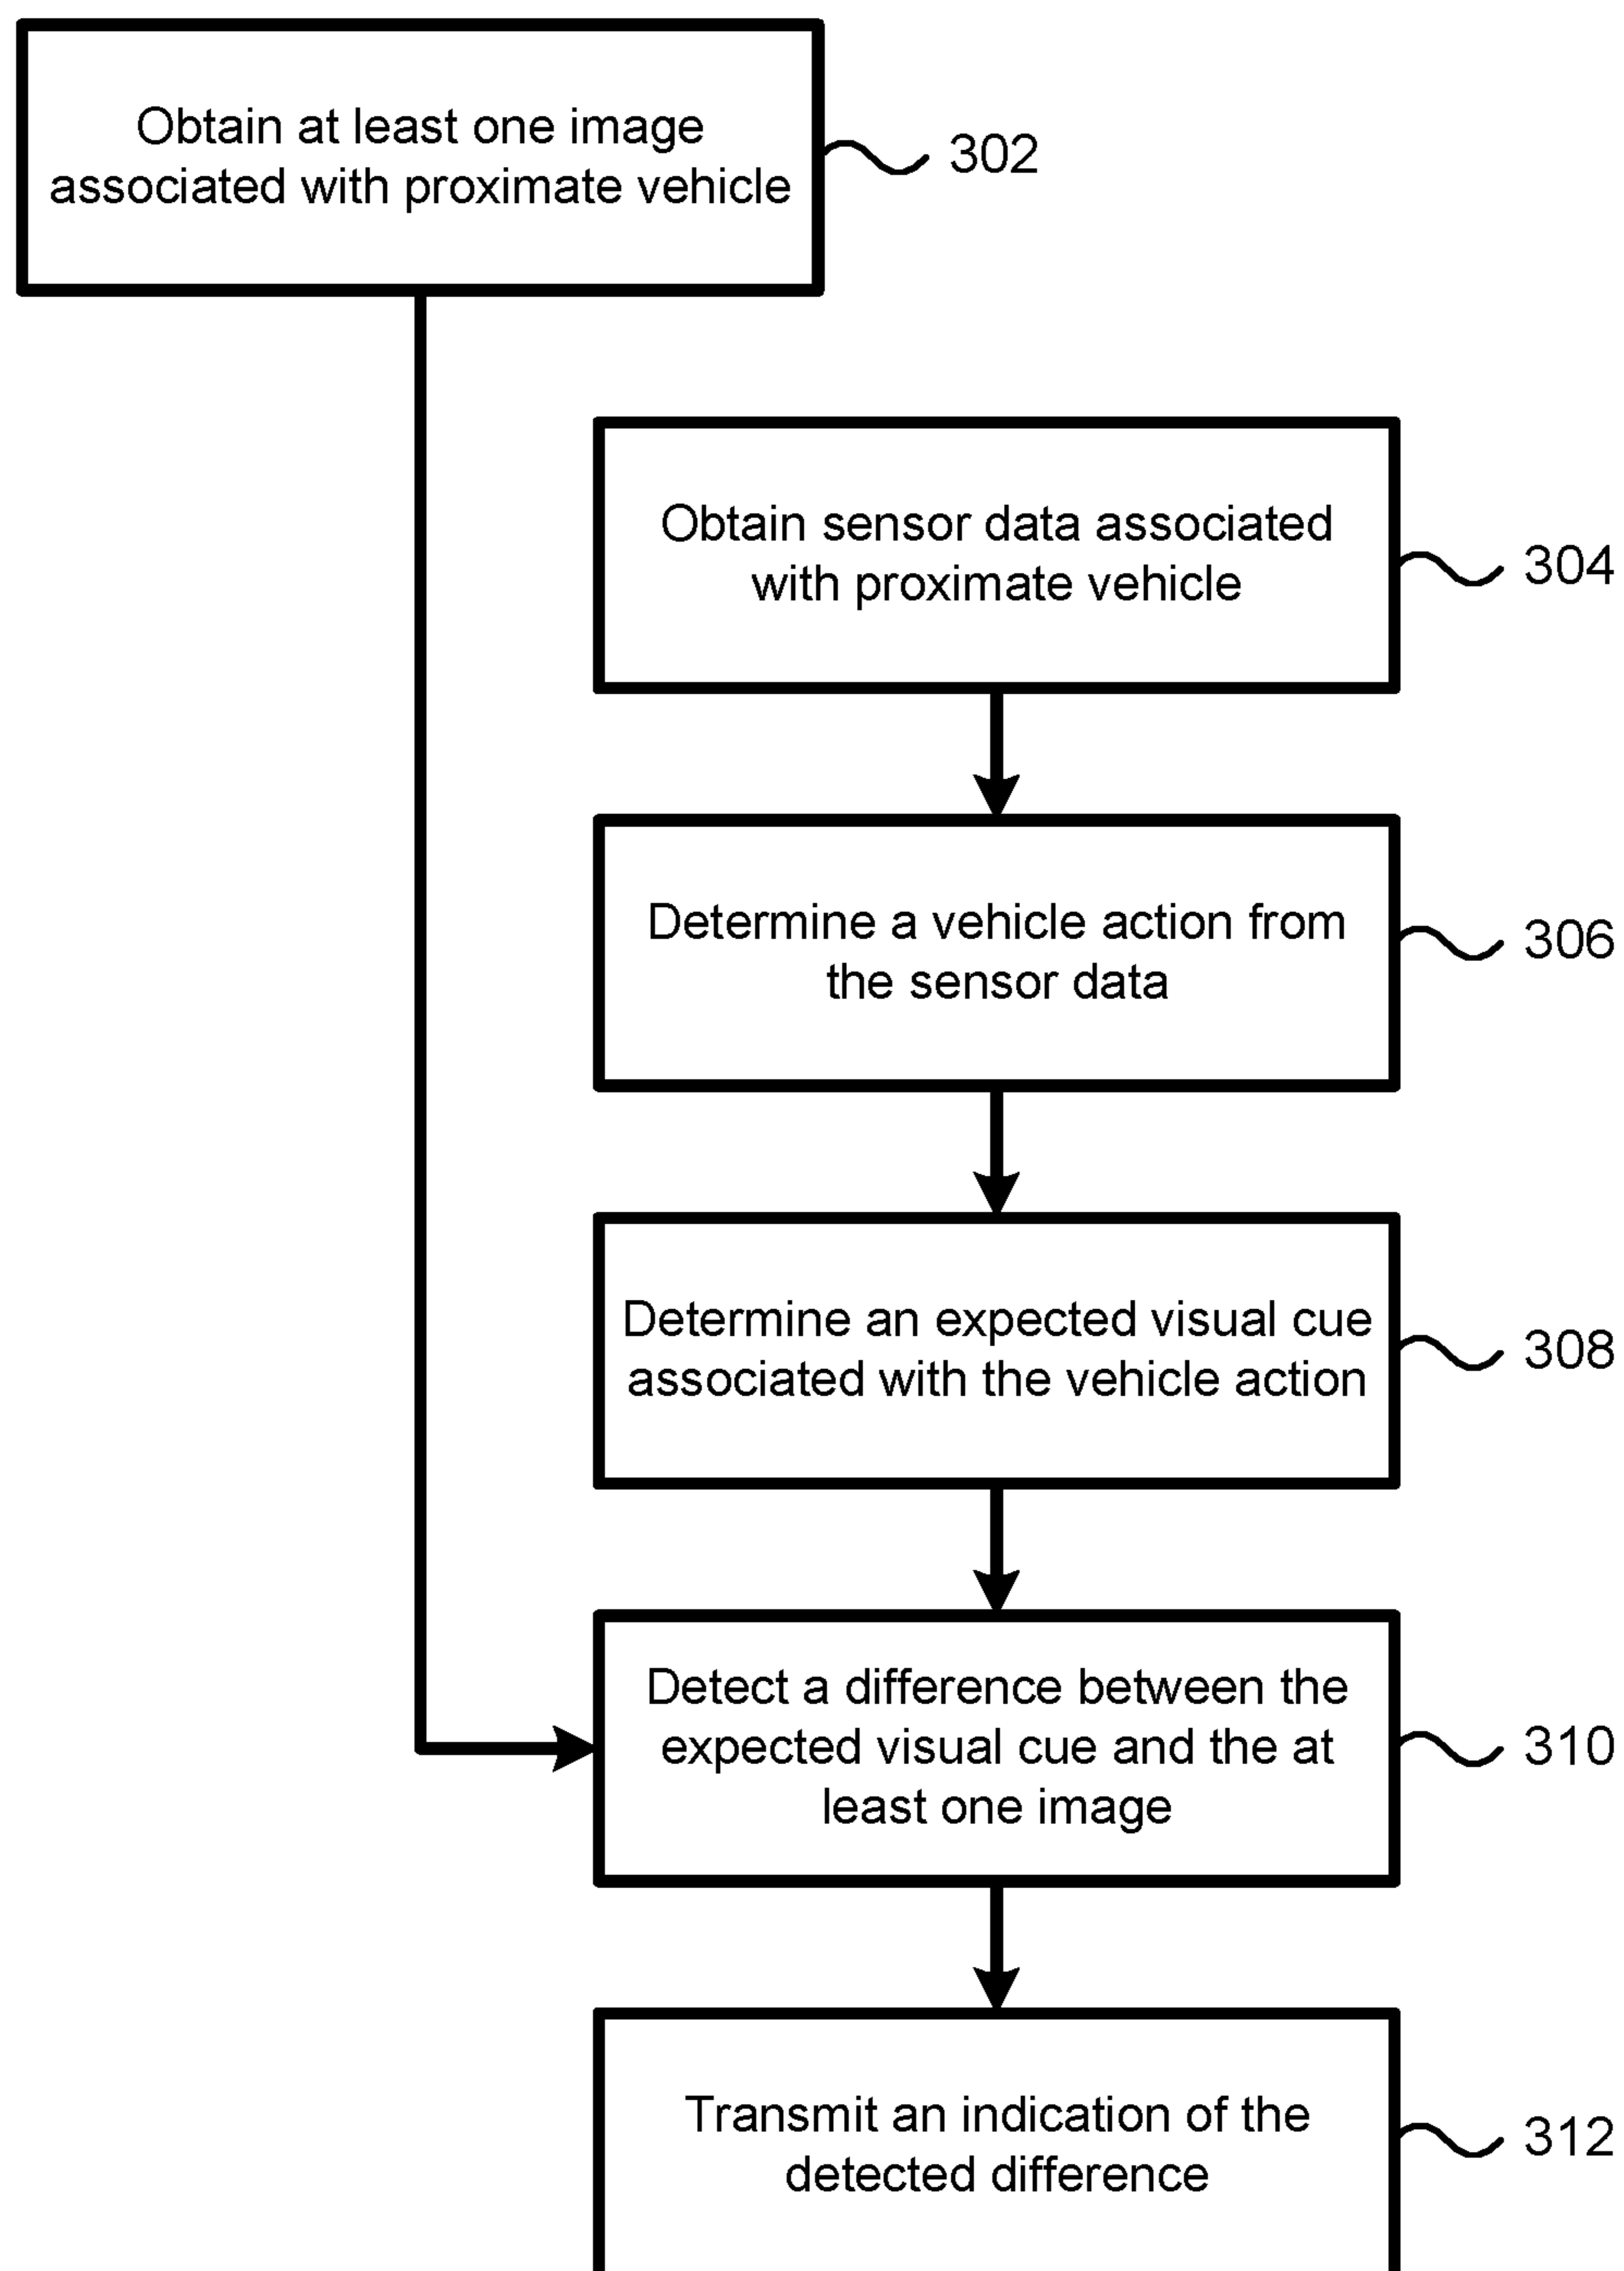 Obtain at least one image
associated with proximate vehicle
302
Obtain sensor data associated
with proximate vehicle
304
Determine a vehicle action from
the sensor data
306
Determine an expected visual cue
associated with the vehicle action
308
Detect a difference between the
expected visual cue and the at
least one image
310
Transmit an indication of the
detected difference
312